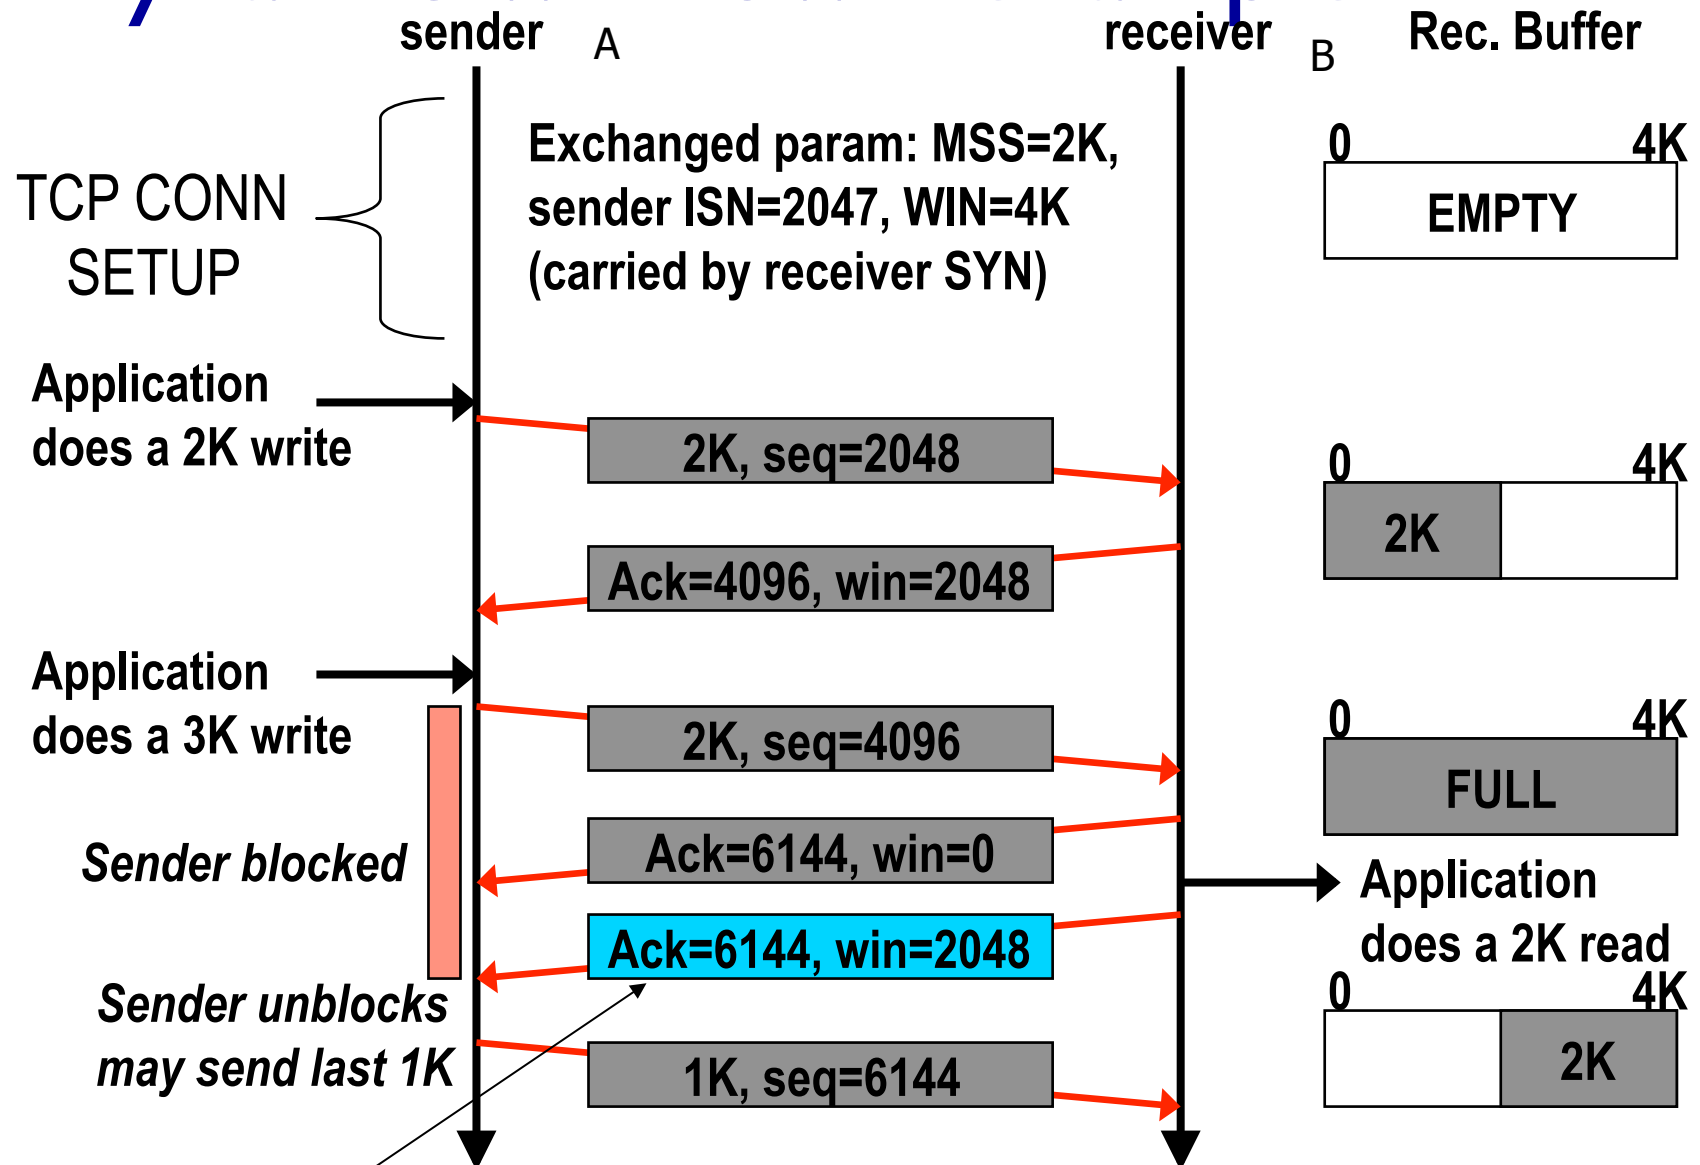 sender A receiver B Rec. Buffer
Exchanged param: MSS=2K,
sender ISN=2047, WIN=4K
(carried by receiver SYN)
TCP CONN
SETUP
0 4K
EMPTY
Application
does a 2K write
2K, seq=2048
0 4K
2K
Ack=4096, win=2048
Application
does a 3K write
2K, seq=4096
0 4K
FULL
Sender blocked
Ack=6144, win=0
Application
does a 2K read
Ack=6144, win=2048
Sender unblocks
may send last 1K
0 4K
2K
1K, seq=6144